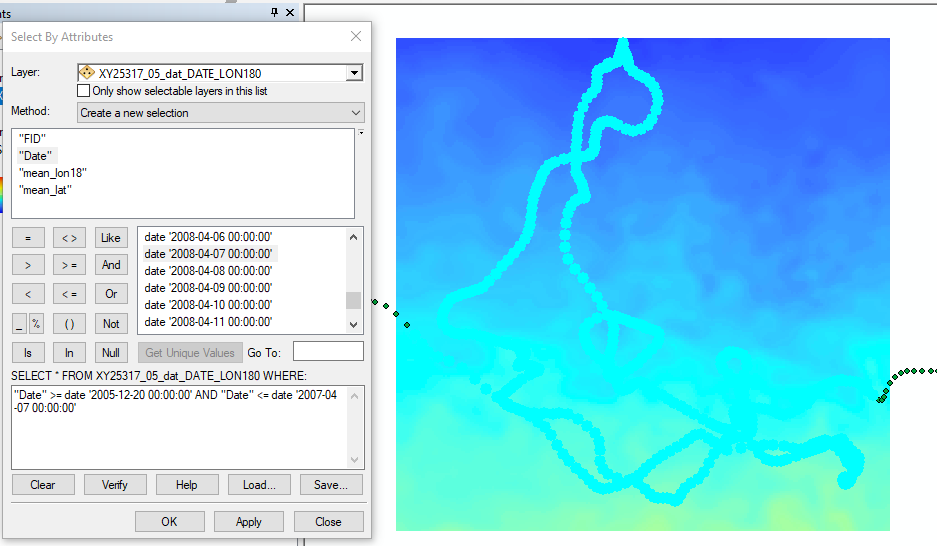 nts
Select By Attributes
Layer:
XY25317_05_dat_DATE_LON180
Only show selectable layers in this list
Method:
Create a new selection
"FID"
"Date"
"mean_lon18"
"mean_lat"
= < > Like
> > = And
< < = Or
_ % ( ) Not
Is In Null
date '2008-04-06 00:00:00'
date '2008-04-07 00:00:00'
date '2008-04-08 00:00:00'
date '2008-04-09 00:00:00'
date '2008-04-10 00:00:00'
date '2008-04-11 00:00:00'
Get Unique Values Go To:
SELECT * FROM XY25317_05_dat_DATE_LON180 WHERE:
"Date" >= date '2005-12-20 00:00:00' AND "Date" <= date '2007-04
-07 00:00:00'
Clear Verify Help Load... Save...
OK Apply Close